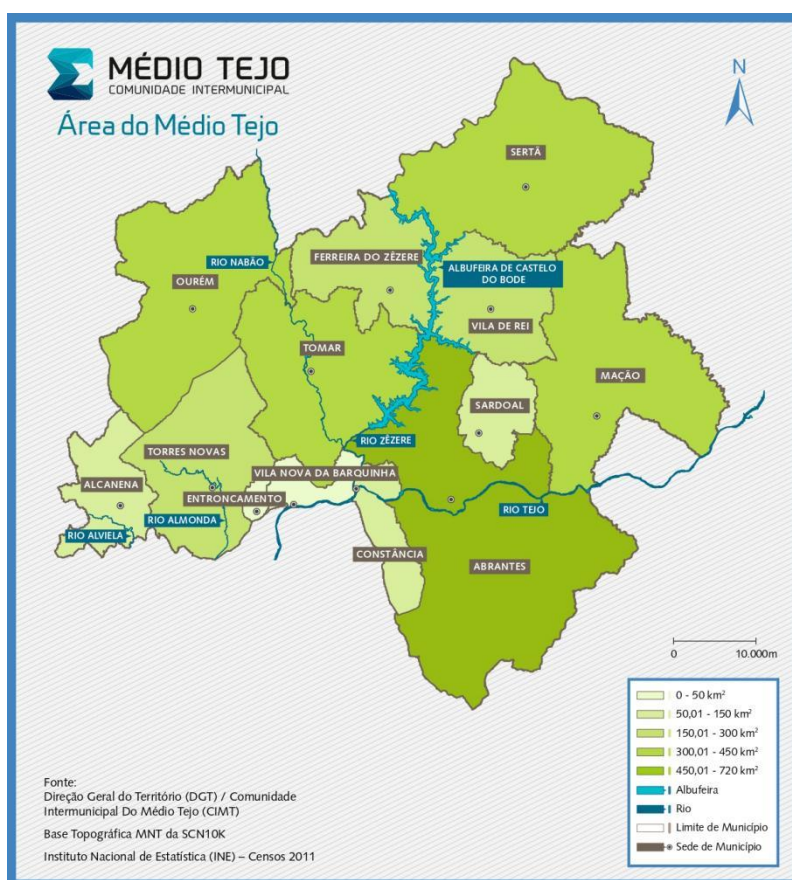 MÉDIO TEJO
COMUNIDADE INTERMUNICIPAL
Área do Médio Tejo
N
SERTÃ
RIO NABÃO
FERREIRA DO ZÊZERE
ALBUFEIRA DE CASTELO
DO BODE
OURÉM
VILA DE REI
TOMAR
MAÇÃO
SARDOAL
RIO ZÊZERE
TORRES NOVAS
VILA NOVA DA BARQUINHA
ALCANENA
ENTRONCAMENTO
RIO TEJO
RIO ALMONDA
RIO ALVIELA
CONSTÂNCIA
ABRANTES
0 10.000m
0 - 50 km²
50,01 - 150 km²
150,01 - 300 km²
300,01 - 450 km²
450,01 - 720 km²
Albufeira
Rio
Limite de Município
Sede de Município
Fonte:
Direção Geral do Território (DGT) / Comunidade
Intermunicipal Do Médio Tejo (CIMT)
Base Topográfica MNT da SCN10K
Instituto Nacional de Estatística (INE) – Censos 2011